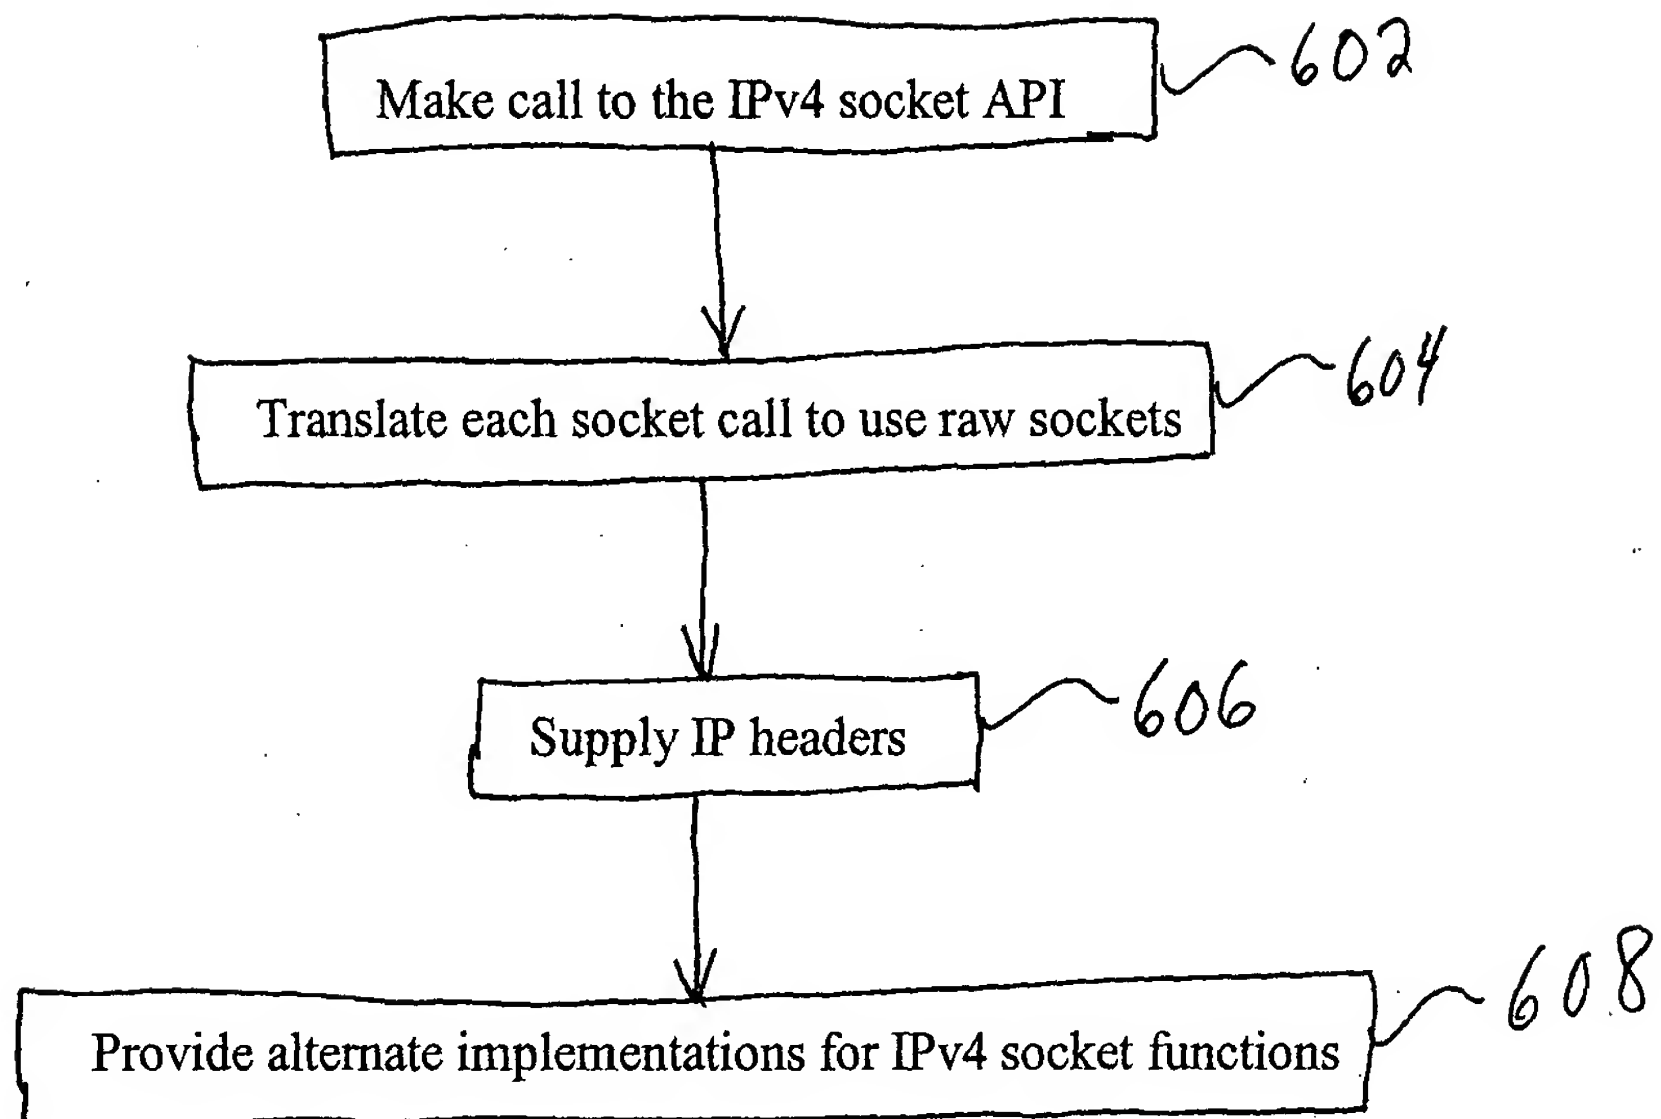 Make call to the IPv4 socket API
602
Translate each socket call to use raw sockets
604
Supply IP headers
606
Provide alternate implementations for IPv4 socket functions
608